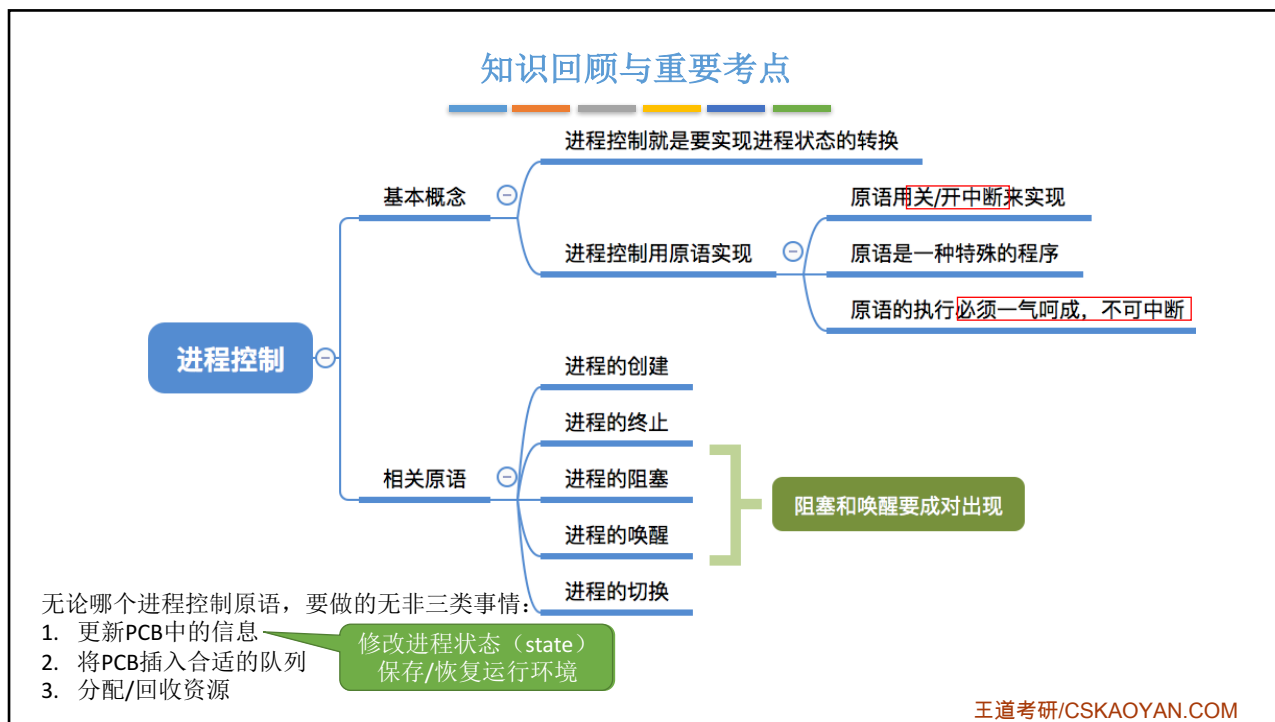 知识回顾与重要考点
进程控制
基本概念
进程控制就是要实现进程状态的转换
进程控制用原语实现
原语用关/开中断来实现
原语是一种特殊的程序
原语的执行必须一气呵成，不可中断
相关原语
进程的创建
进程的终止
进程的阻塞
进程的唤醒
进程的切换
阻塞和唤醒要成对出现
无论哪个进程控制原语，要做的无非三类事情：
1. 更新PCB中的信息
2. 将PCB插入合适的队列
3. 分配/回收资源
修改进程状态（state）
保存/恢复运行环境
王道考研/CSKAOYAN.COM